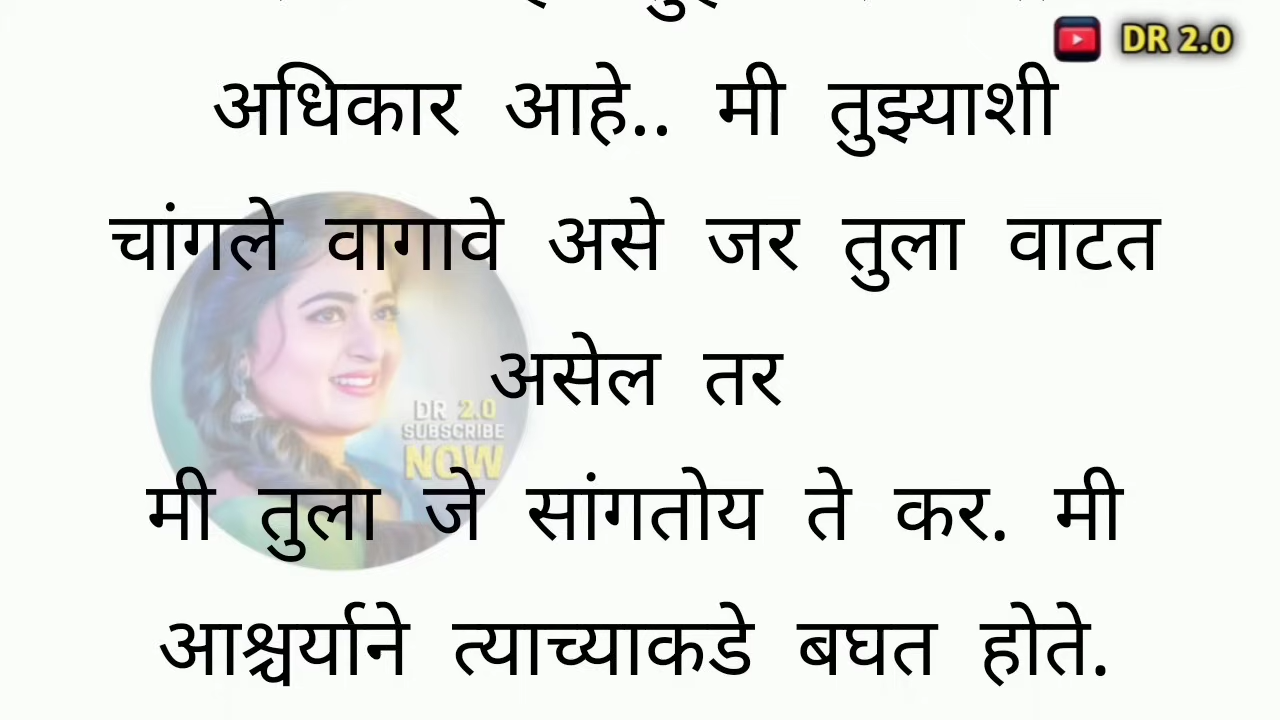 DR 2.0
अधिकार आहे.. मी तुझ्याशी
चांगले वागावे असे जर तुला वाटत
असेल तर
DR 2.0
SUBSCRIBE
NOW
मी तुला जे सांगतोय ते कर. मी
आश्चर्याने त्याच्याकडे बघत होते.